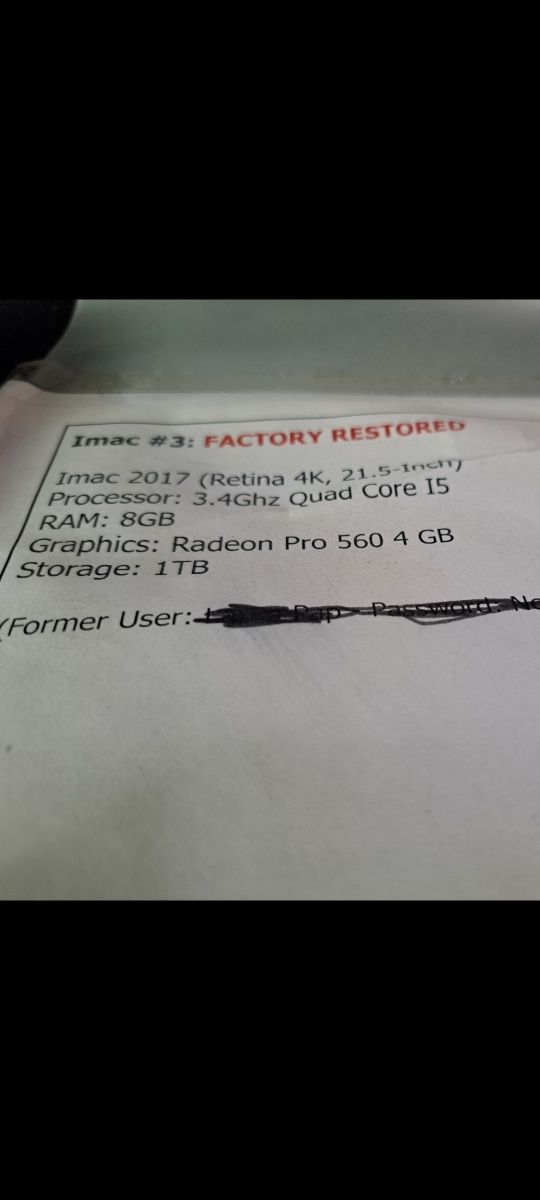 Imac #3: FACTORY RESTORED
Imac 2017 (Retina 4K, 21.5-Inch)
Processor: 3.4Ghz Quad Core I5
RAM: 8GB
Graphics: Radeon Pro 560 4 GB
Storage: 1TB
(Former User: